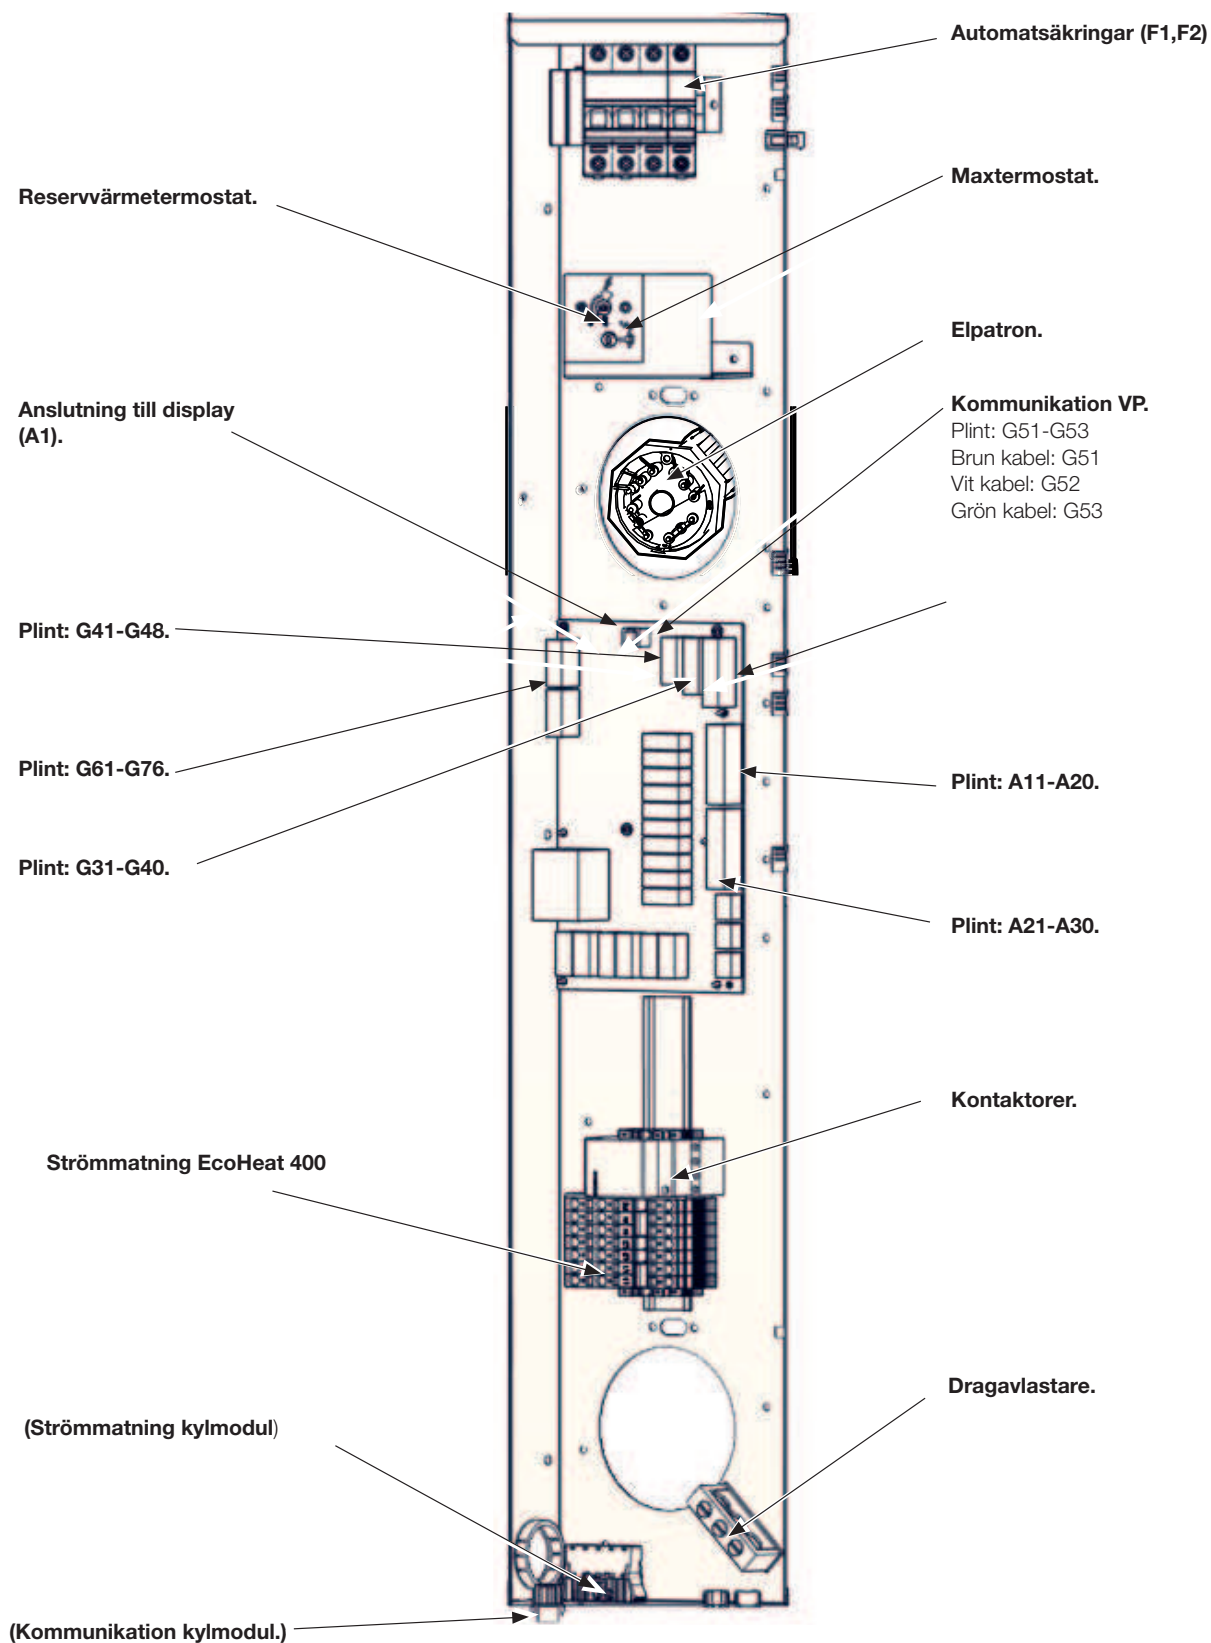 Automatsäkringar (F1,F2)
Maxtermostat.
Reservvärmetermostat.
Elpatron.
Anslutning till display
(A1).
Kommunikation VP.
Plint: G51-G53
Brun kabel: G51
Vit kabel: G52
Grön kabel: G53
Plint: G41-G48.
Plint: G61-G76.
Plint: A11-A20.
Plint: G31-G40.
Plint: A21-A30.
Kontaktorer.
Strömmatning EcoHeat 400
Dragavlastare.
(Strömmatning kylmodul)
(Kommunikation kylmodul.)